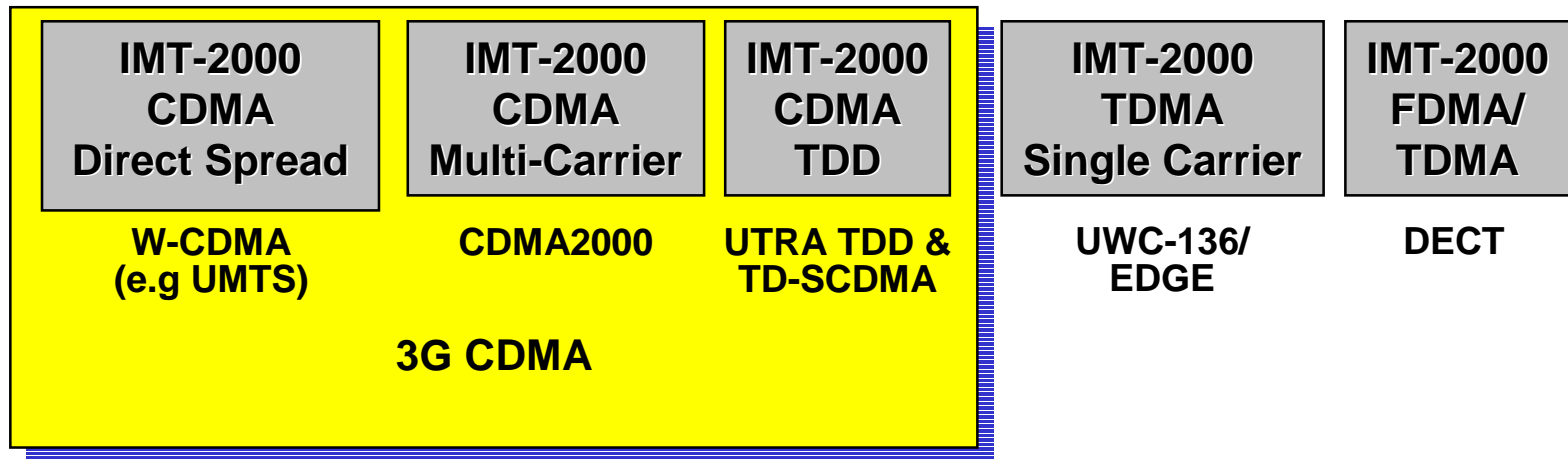 IMT-2000
CDMA
Direct Spread
IMT-2000
CDMA
Multi-Carrier
IMT-2000
CDMA
TDD
IMT-2000
TDMA
Single Carrier
IMT-2000
FDMA/
TDMA
W-CDMA
(e.g UMTS)
CDMA2000
UTRA TDD &
TD-SCDMA
UWC-136/
EDGE
DECT
3G CDMA